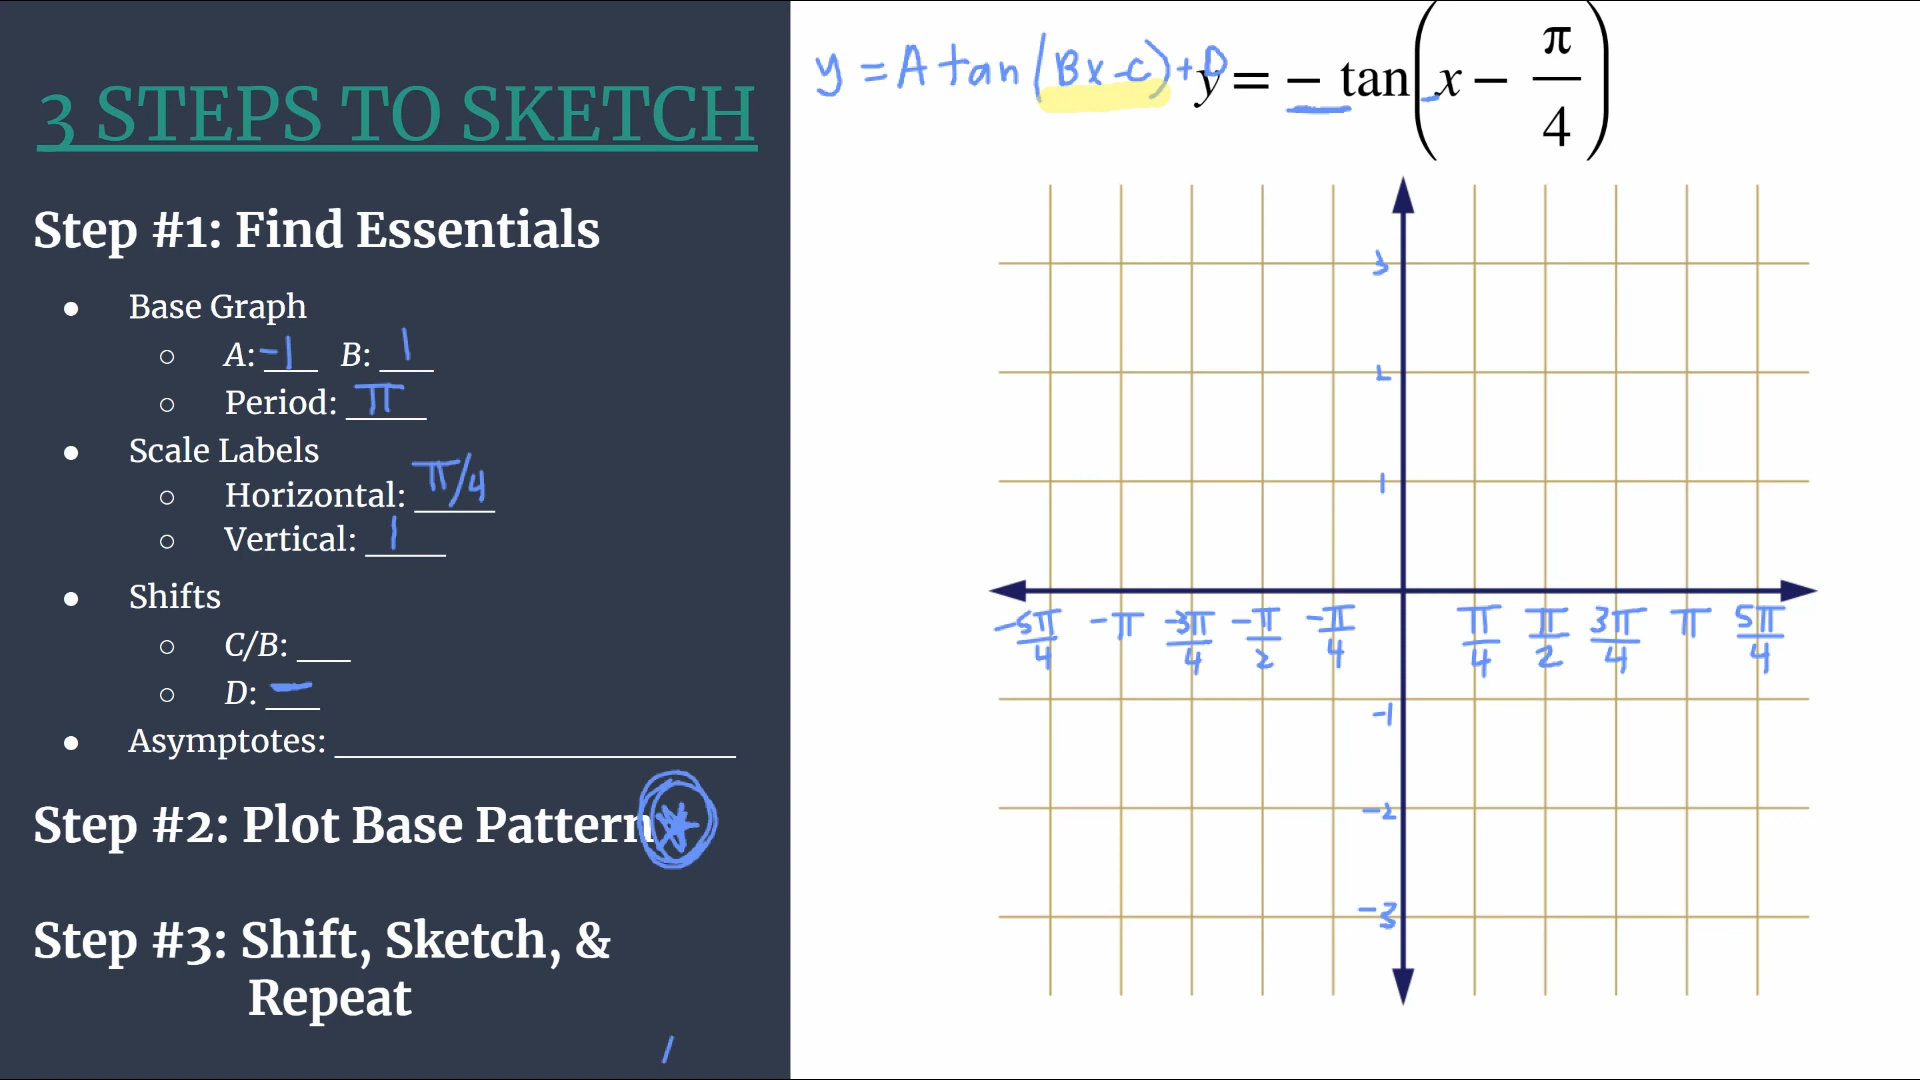 3 STEPS TO SKETCH
Step #1: Find Essentials
● Base Graph
○ A: -1 B: 1
○ Period: π
● Scale Labels
○ Horizontal: π/4
○ Vertical: 1
● Shifts
○ C/B: ___
○ D: —
● Asymptotes: ___
Step #2: Plot Base Pattern *
Step #3: Shift, Sketch, &
Repeat
y = A tan(Bx-C)+D
y = − tan(x − π/4)
3
2
1
-5π/4 -π -3π/4 -π/2 -π/4 π/4 π/2 3π/4 π 5π/4
-1
-2
-3